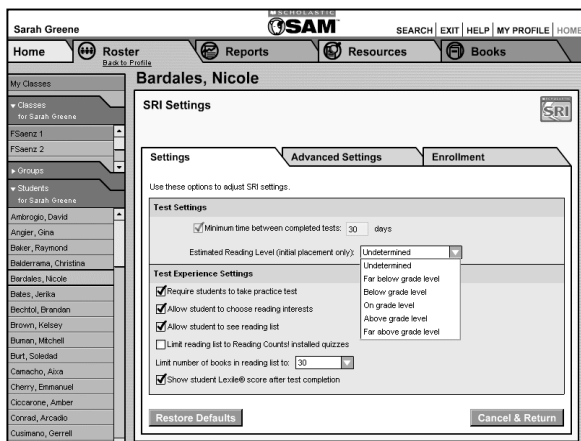 SCHOLASTIC
Sarah Greene
SAM
SEARCH EXIT HELP MY PROFILE HOME
Home
Roster
Back to Profile
Reports
Resources
Books
My Classes
Classes
for Sarah Greene
FSaenz 1
FSaenz 2
Groups
Students
for Sarah Greene
Ambrogio, David
Angier, Gina
Baker, Raymond
Balderrama, Christina
Bardales, Nicole
Bates, Jerika
Bechtol, Brandan
Brown, Kelsey
Buman, Mitchell
Burt, Soledad
Camacho, Aixa
Cherry, Emmanuel
Ciccarone, Amber
Conrad, Arcadio
Cusimano, Gerrell
Bardales, Nicole
SRI Settings
SRI
Settings
Advanced Settings
Enrollment
Use these options to adjust SRI settings.
Test Settings
Minimum time between completed tests: 30 days
Estimated Reading Level (initial placement only): Undetermined
Undetermined
Far below grade level
Below grade level
On grade level
Above grade level
Far above grade level
Test Experience Settings
Require students to take practice test
Allow student to choose reading interests
Allow student to see reading list
Limit reading list to Reading Counts! installed quizzes
Limit number of books in reading list to: 30
Show student Lexile® score after test completion
Restore Defaults
Cancel & Return